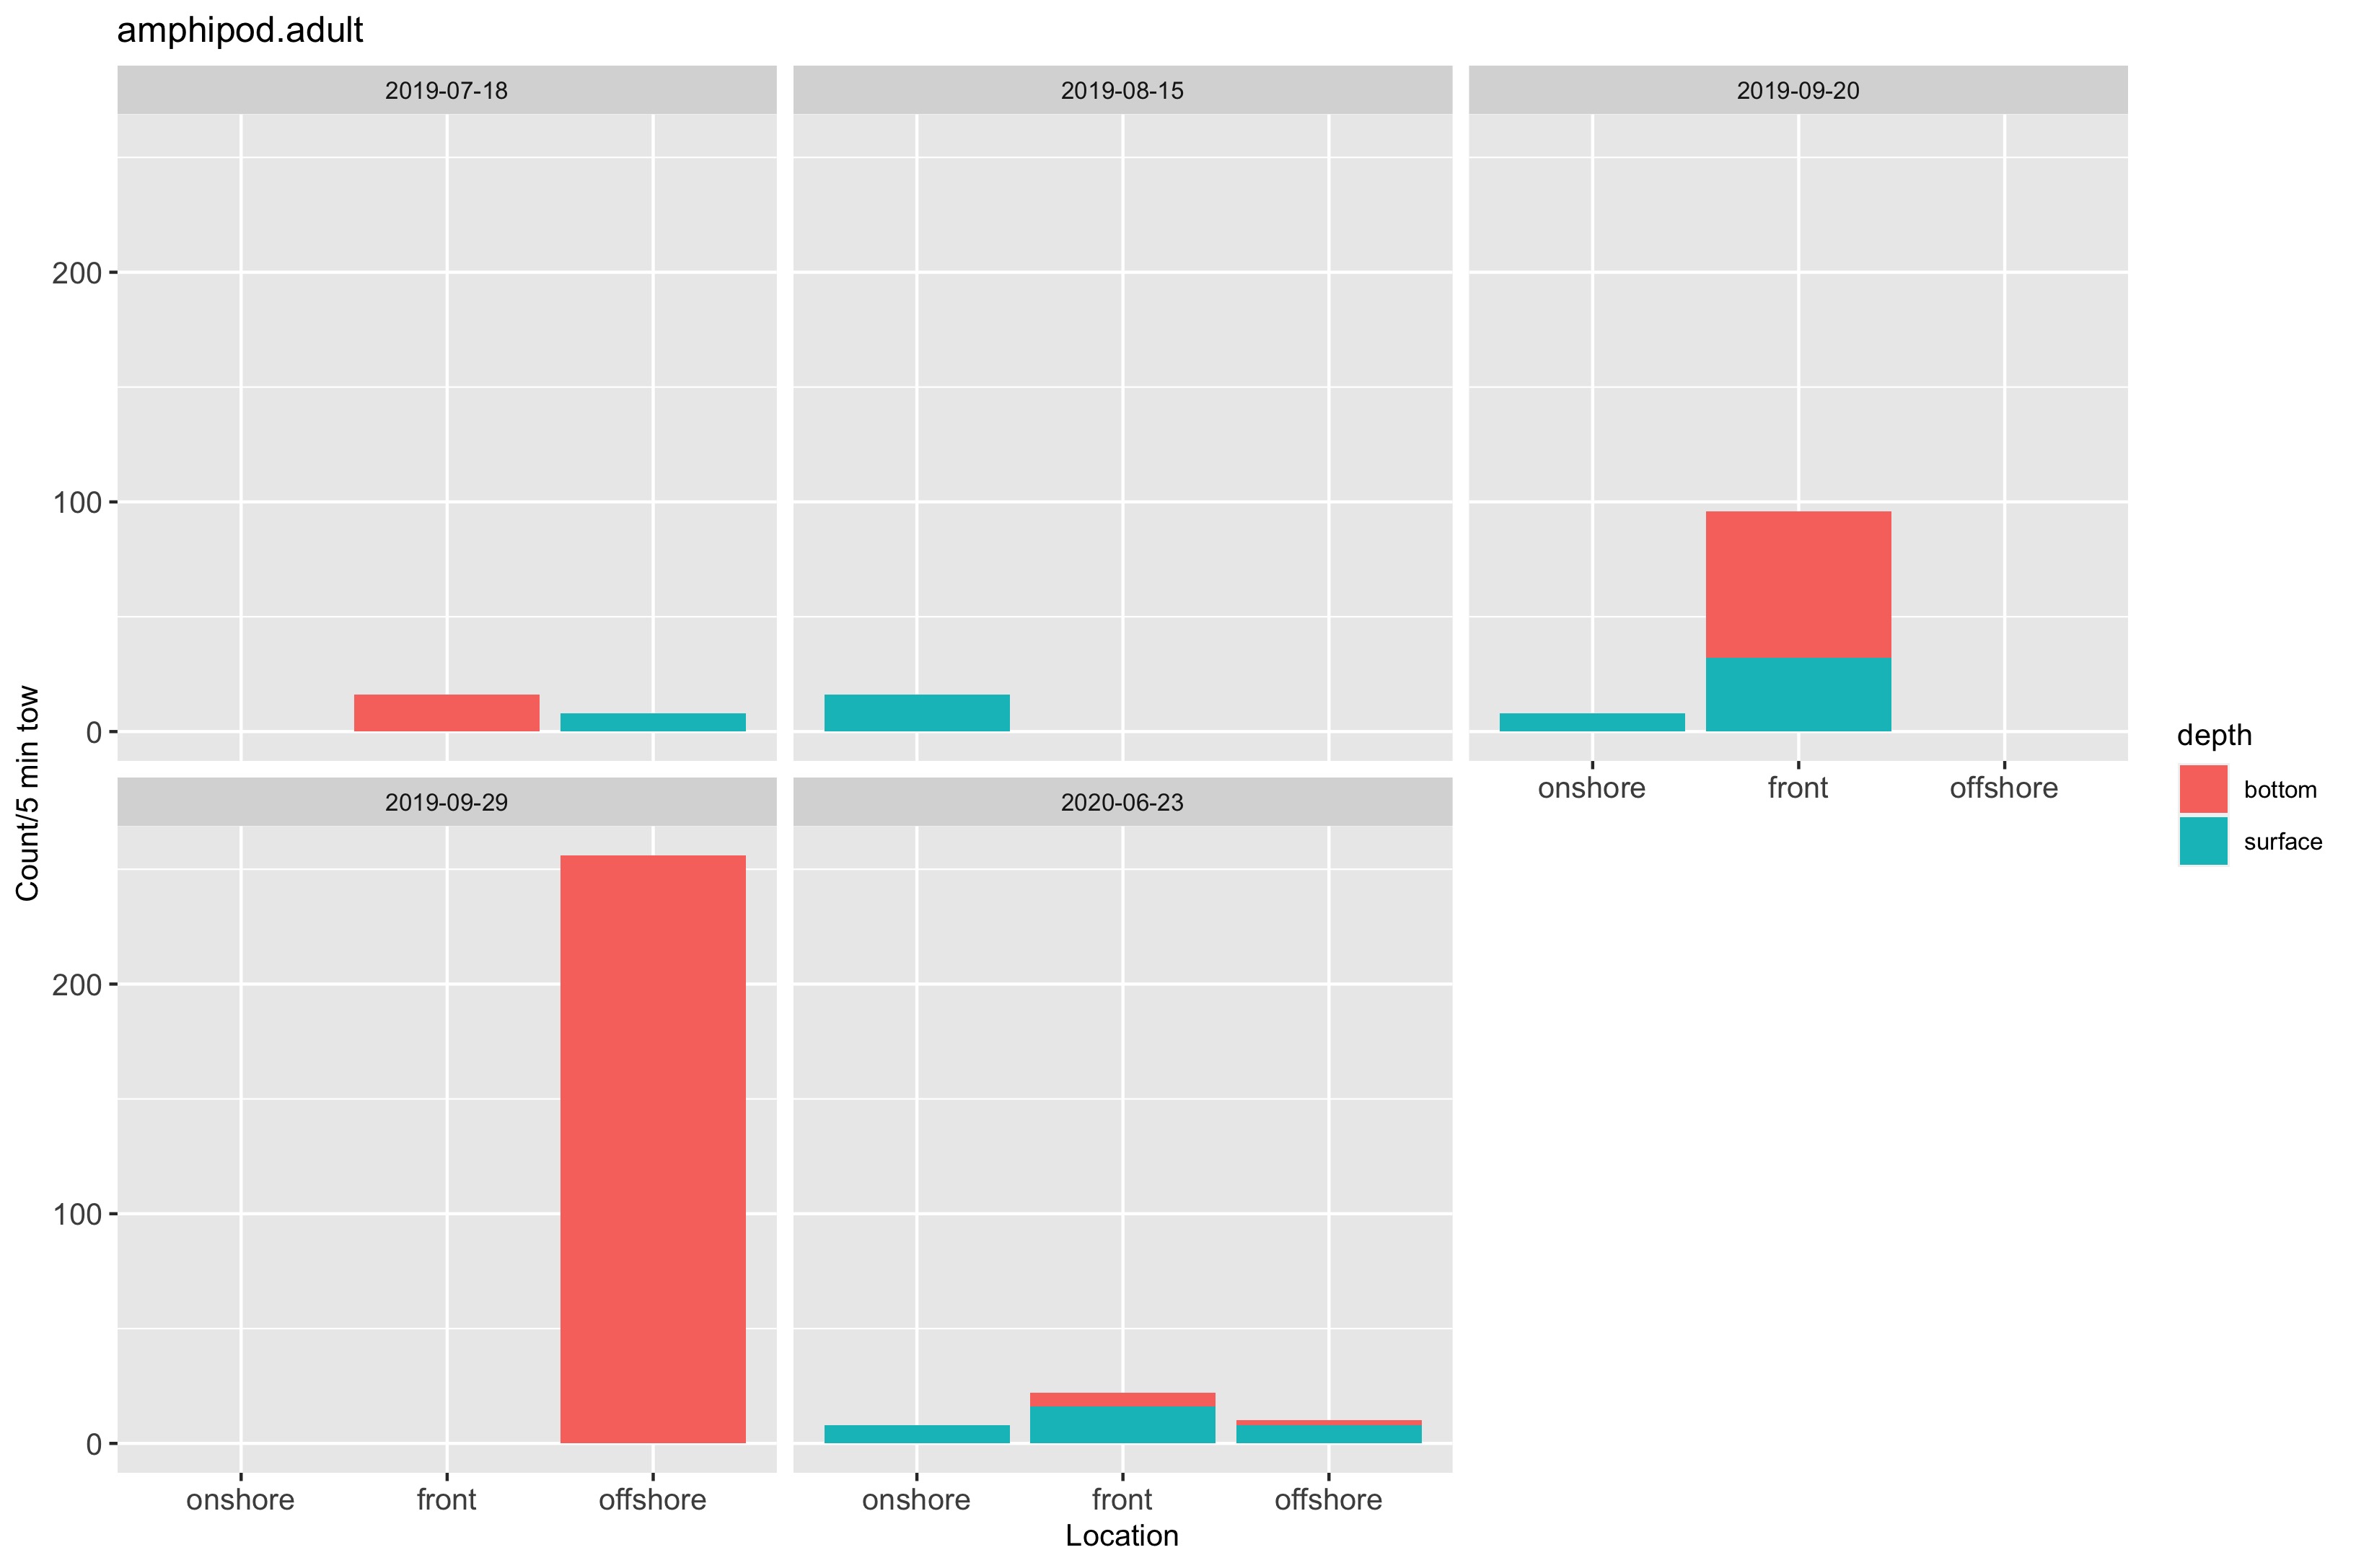 amphipod.adult
2019-07-18
2019-08-15
2019-09-20
200
100
0
onshore front offshore
2019-09-29
2020-06-23
200
100
0
onshore front offshore
onshore front offshore
Location
Count/5 min tow
depth
bottom
surface